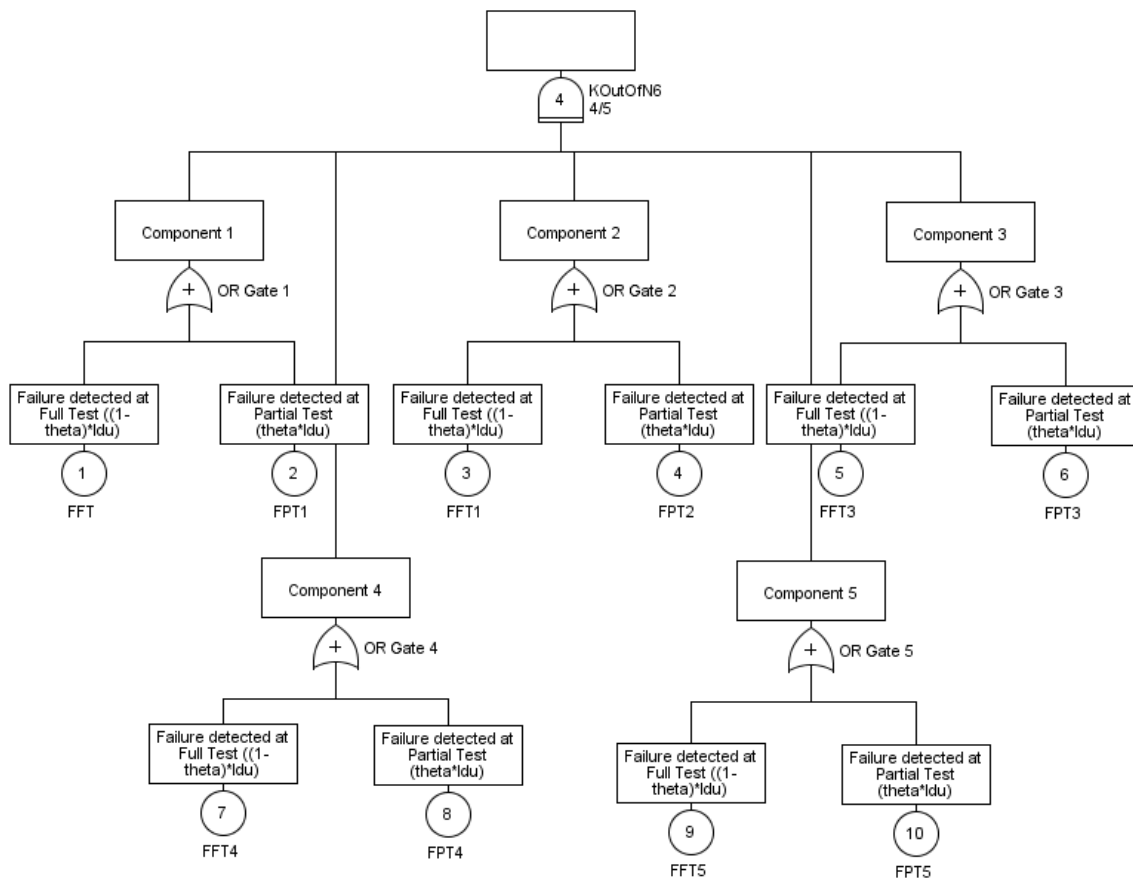 4
KOutOfN6
4/5
Component 1
Component 2
Component 3
+
OR Gate 1
+
OR Gate 2
+
OR Gate 3
Failure detected at
Full Test ((1-
theta)*ldu)
Failure detected at
Partial Test
(theta*ldu)
Failure detected at
Full Test ((1-
theta)*ldu)
Failure detected at
Partial Test
(theta*ldu)
Failure detected at
Full Test ((1-
theta)*ldu)
Failure detected at
Partial Test
(theta*ldu)
1
2
3
4
5
6
FFT
FPT1
FFT1
FPT2
FFT3
FPT3
Component 4
Component 5
+
OR Gate 4
+
OR Gate 5
Failure detected at
Full Test ((1-
theta)*ldu)
Failure detected at
Partial Test
(theta*ldu)
Failure detected at
Full Test ((1-
theta)*ldu)
Failure detected at
Partial Test
(theta*ldu)
7
8
9
10
FFT4
FPT4
FFT5
FPT5